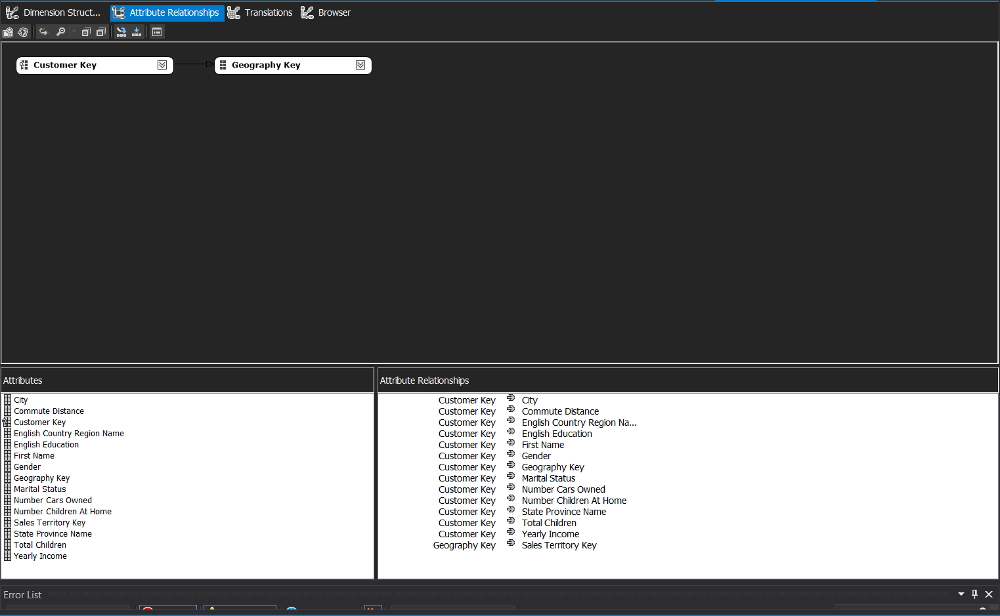 Dimension Struct... Attribute Relationships Translations Browser
Customer Key Geography Key
Attributes
City
Commute Distance
Customer Key
English Country Region Name
English Education
First Name
Gender
Geography Key
Marital Status
Number Cars Owned
Number Children At Home
Sales Territory Key
State Province Name
Total Children
Yearly Income
Attribute Relationships
Customer Key City
Customer Key Commute Distance
Customer Key English Country Region Na...
Customer Key English Education
Customer Key First Name
Customer Key Gender
Customer Key Geography Key
Customer Key Marital Status
Customer Key Number Cars Owned
Customer Key Number Children At Home
Customer Key State Province Name
Customer Key Total Children
Customer Key Yearly Income
Geography Key Sales Territory Key
Error List